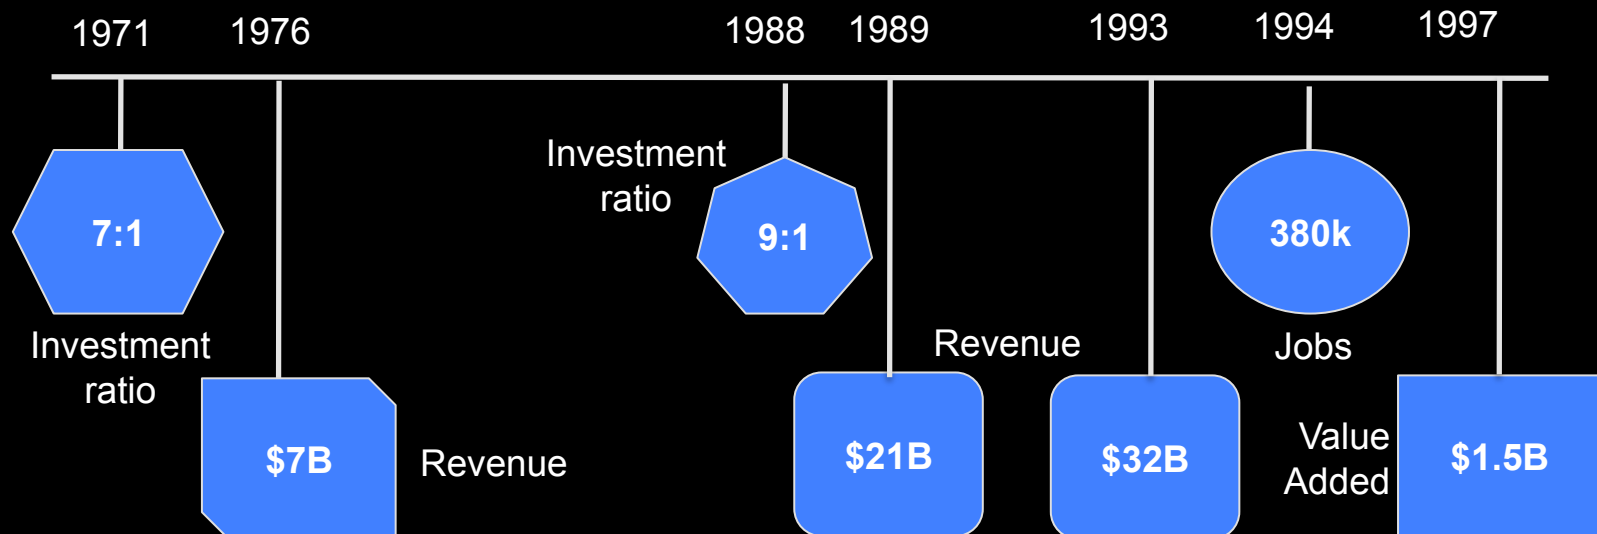 1971
1976
1988
1989
1993
1994
1997
Investment
ratio
7:1
9:1
380k
Investment
ratio
Revenue
Jobs
$7B
Revenue
$21B
$32B
Value
Added
$1.5B